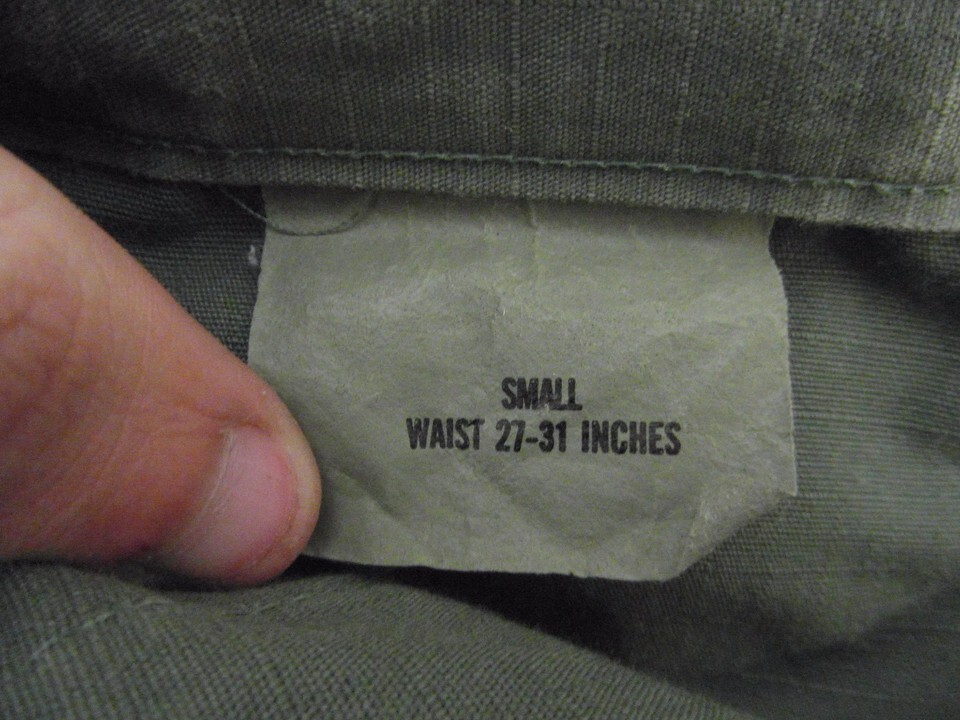 SMALL
WAIST 27-31 INCHES